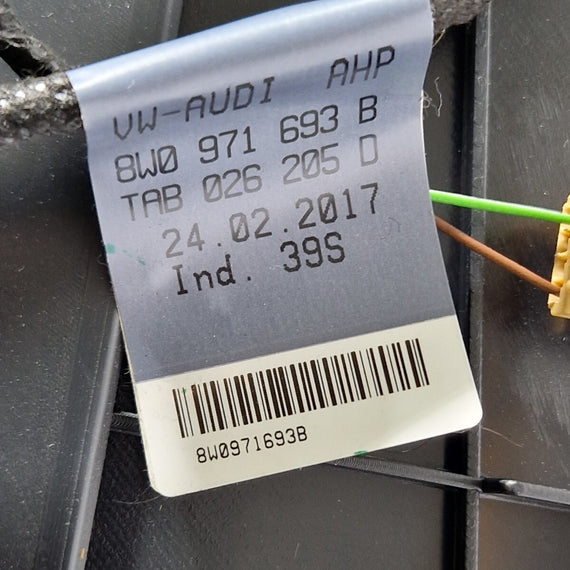 VW-AUDI AHP
8W0 971 693 B
TAB 026 205 D
24.02.2017
Ind. 39S
8W0971693B